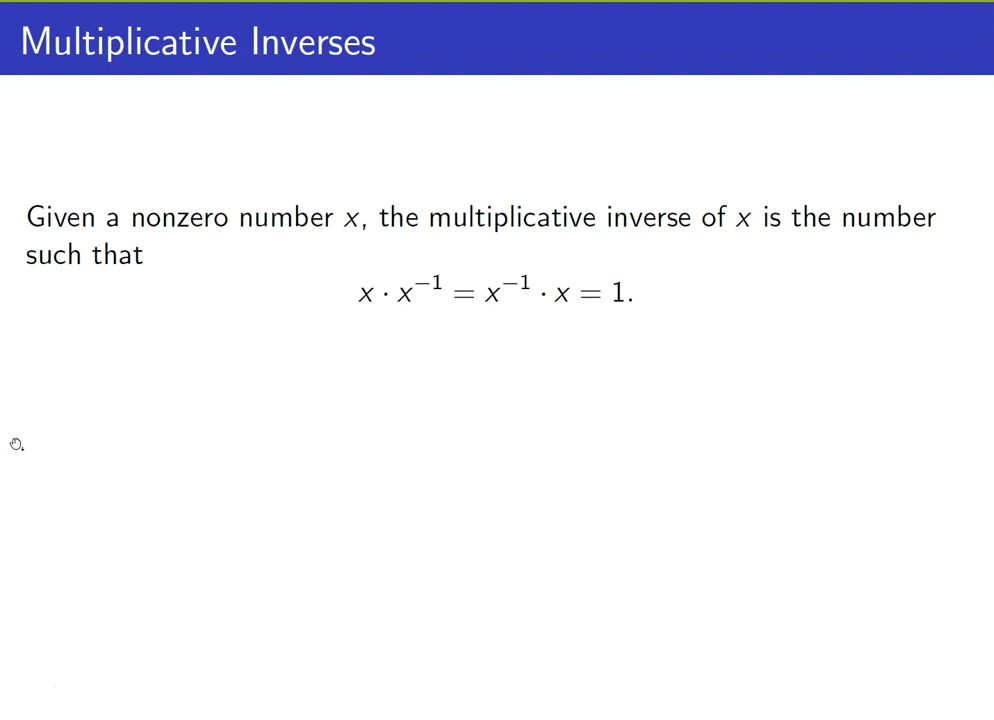 Multiplicative Inverses
Given a nonzero number x, the multiplicative inverse of x is the number
such that
x · x⁻¹ = x⁻¹ · x = 1.